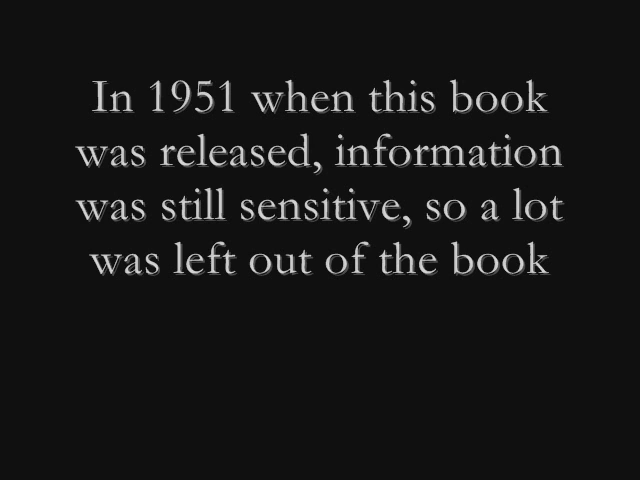 In 1951 when this book
was released, information
was still sensitive, so a lot
was left out of the book